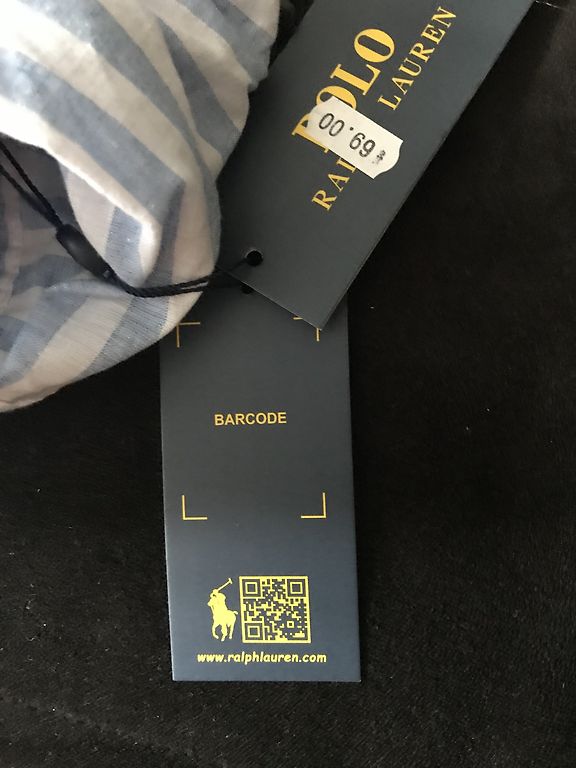 POLO
RALPH LAUREN
69.00
BARCODE
www.ralphlauren.com